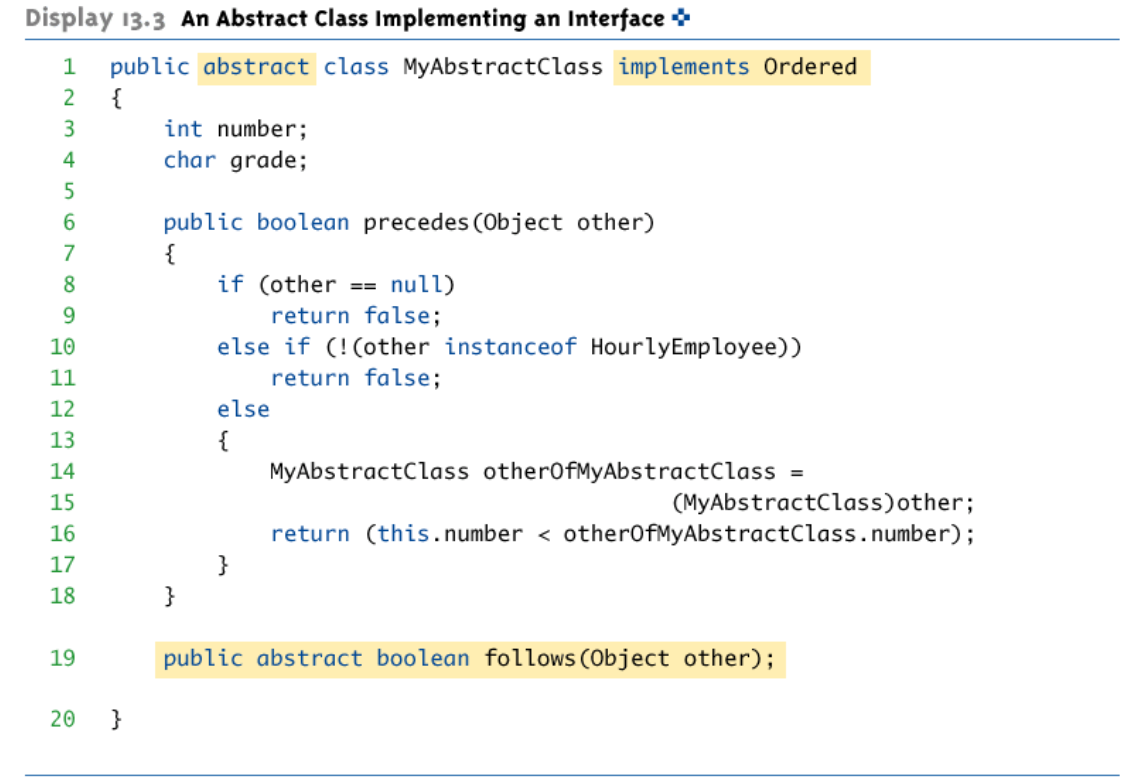 Display 13.3 An Abstract Class Implementing an Interface
1 public abstract class MyAbstractClass implements Ordered
2 {
3     int number;
4     char grade;
5
6     public boolean precedes(Object other)
7     {
8         if (other == null)
9             return false;
10         else if (!(other instanceof HourlyEmployee))
11             return false;
12         else
13         {
14             MyAbstractClass otherOfMyAbstractClass =
15                                         (MyAbstractClass)other;
16             return (this.number < otherOfMyAbstractClass.number);
17         }
18     }
19     public abstract boolean follows(Object other);
20 }